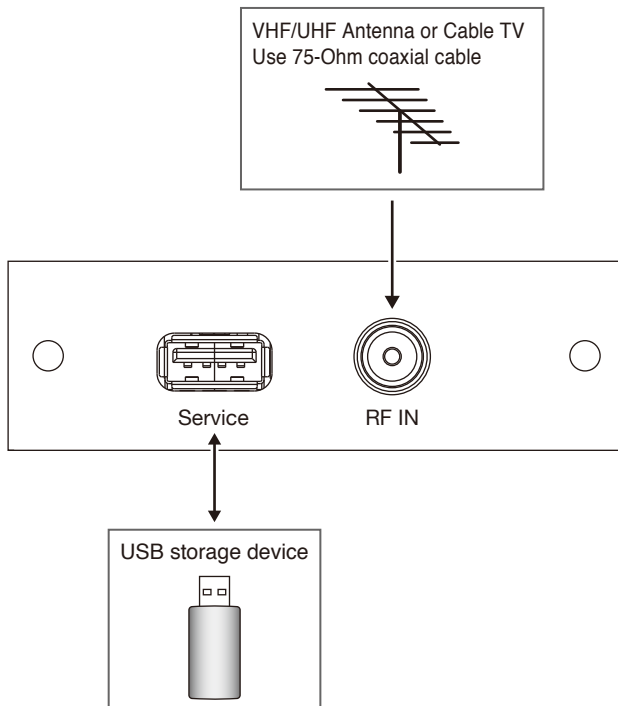 VHF/UHF Antenna or Cable TV
Use 75-Ohm coaxial cable
Service
RF IN
USB storage device